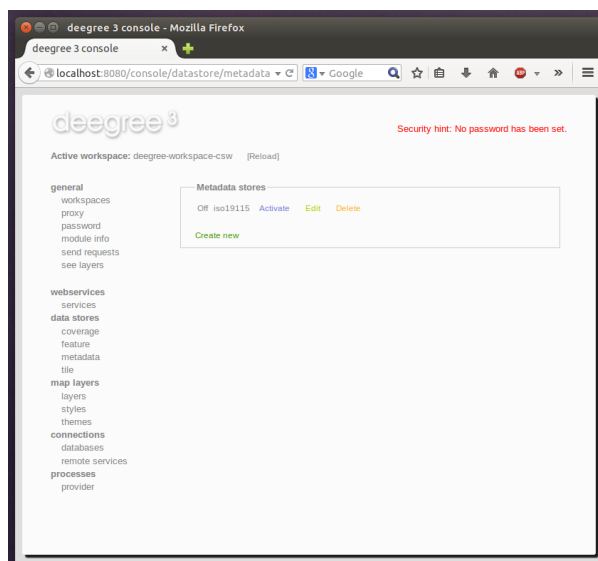 deegree 3 console - Mozilla Firefox
deegree 3 console
localhost:8080/console/datastore/metadata
Google
ABP
deegree 3
Security hint: No password has been set.
Active workspace: deegree-workspace-csw [Reload]
general
workspaces
proxy
password
module info
send requests
see layers
Metadata stores
Off iso19115 Activate Edit Delete
Create new
webservices
services
data stores
coverage
feature
metadata
tile
map layers
layers
styles
themes
connections
databases
remote services
processes
provider